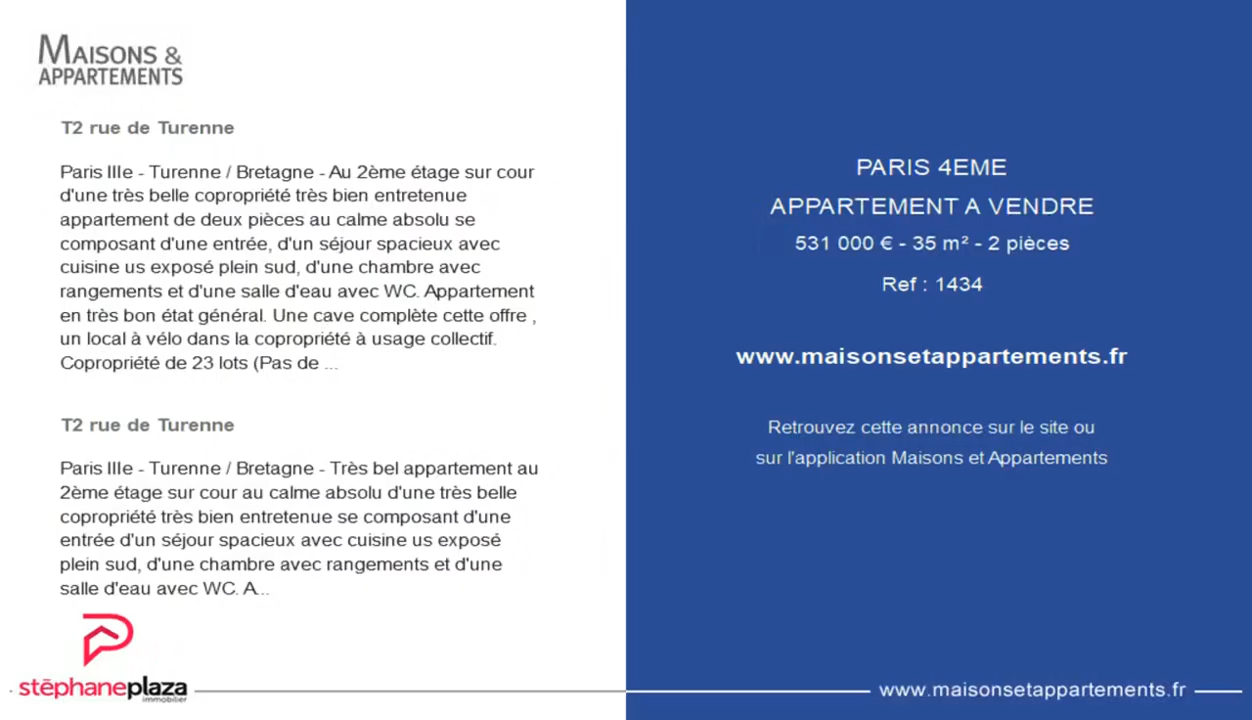 MAISONS &
APPARTEMENTS
T2 rue de Turenne
Paris IIIe - Turenne / Bretagne - Au 2ème étage sur cour
d'une très belle copropriété très bien entretenue
appartement de deux pièces au calme absolu se
composant d'une entrée, d'un séjour spacieux avec
cuisine us exposé plein sud, d'une chambre avec
rangements et d'une salle d'eau avec WC. Appartement
en très bon état général. Une cave complète cette offre ,
un local à vélo dans la copropriété à usage collectif.
Copropriété de 23 lots (Pas de ...
T2 rue de Turenne
Paris IIIe - Turenne / Bretagne - Très bel appartement au
2ème étage sur cour au calme absolu d'une très belle
copropriété très bien entretenue se composant d'une
entrée d'un séjour spacieux avec cuisine us exposé
plein sud, d'une chambre avec rangements et d'une
salle d'eau avec WC. A...
stéphaneplaza
immobilier
PARIS 4EME
APPARTEMENT A VENDRE
531 000 € - 35 m² - 2 pièces
Ref : 1434
www.maisonsetappartements.fr
Retrouvez cette annonce sur le site ou
sur l'application Maisons et Appartements
www.maisonsetappartements.fr